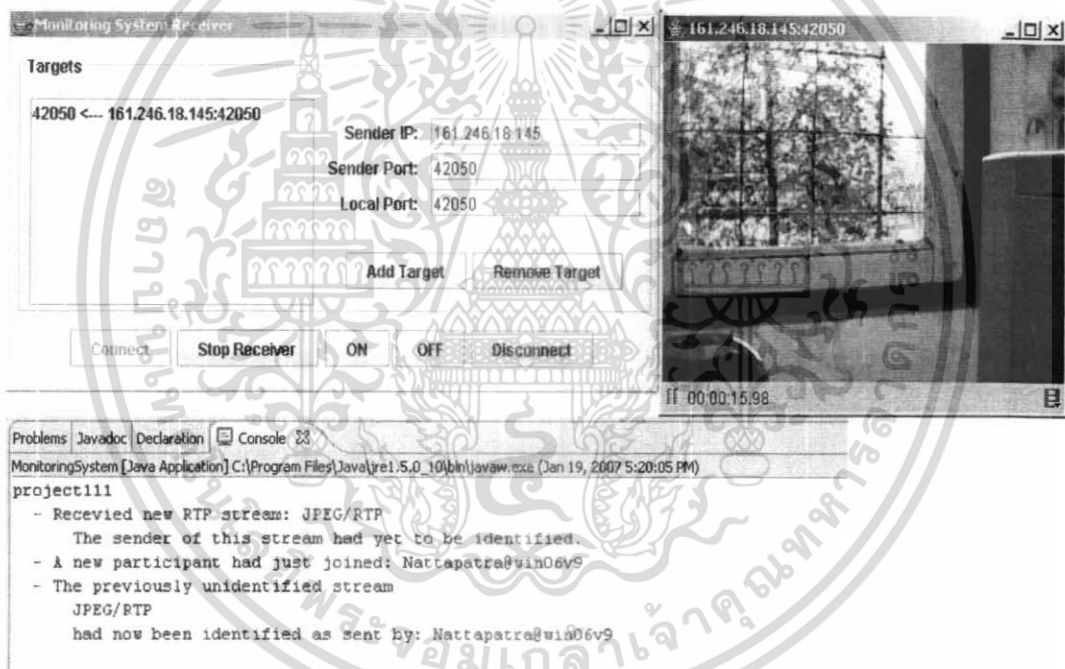 Monitoring System Receiver
Targets
42050 <--- 161.246.18.145:42050
Sender IP: 161.246.18.145
Sender Port: 42050
Local Port: 42050
Add Target Remove Target
Connect Stop Receiver ON OFF Disconnect
161.246.18.145:42050
00:00:15.98
Problems Javadoc Declaration Console
MonitoringSystem [Java Application] C:\Program Files\Java\jre1.5.0_10\bin\javaw.exe (Jan 19, 2007 5:20:05 PM)
project111
- Recevied new RTP stream: JPEG/RTP
The sender of this stream had yet to be identified.
- A new participant had just joined: Nattapatra@win06v9
- The previously unidentified stream
JPEG/RTP
had now been identified as sent by: Nattapatra@win06v9